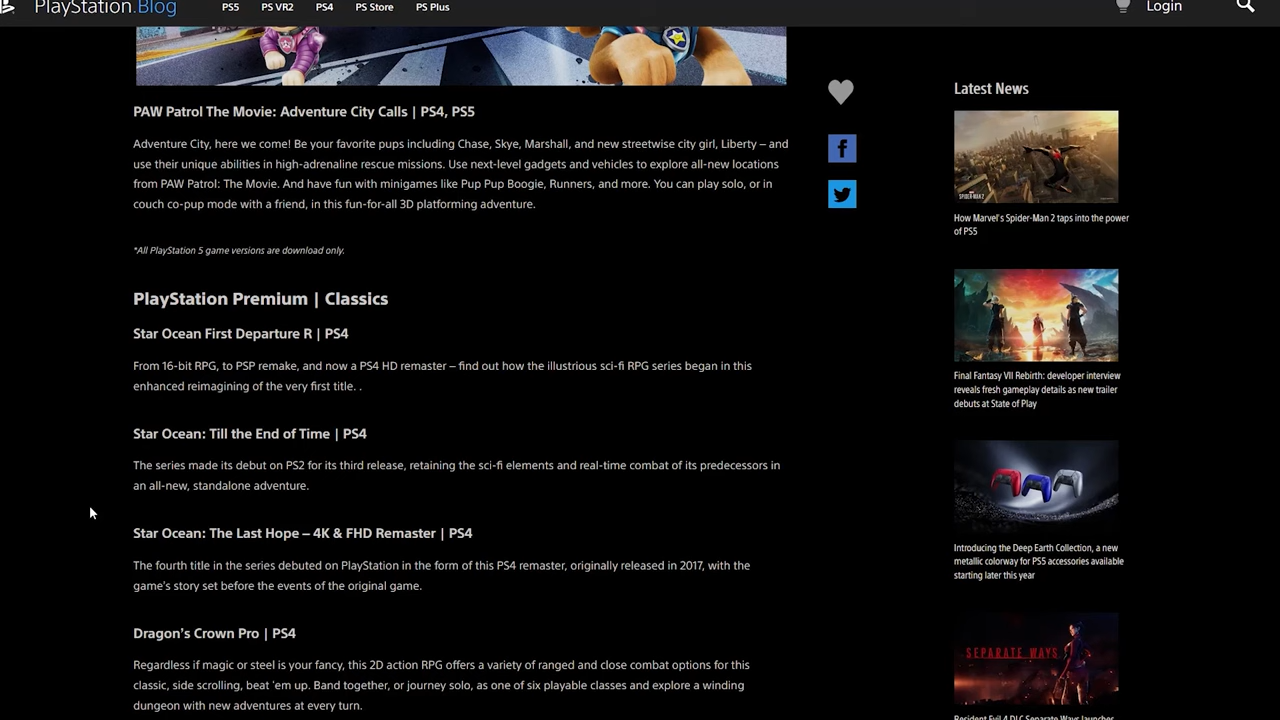 PlayStation.Blog
PS5 PS VR2 PS4 PS Store PS Plus
Login
PAW Patrol The Movie: Adventure City Calls | PS4, PS5
Adventure City, here we come! Be your favorite pups including Chase, Skye, Marshall, and new streetwise city girl, Liberty – and
use their unique abilities in high-adrenaline rescue missions. Use next-level gadgets and vehicles to explore all-new locations
from PAW Patrol: The Movie. And have fun with minigames like Pup Pup Boogie, Runners, and more. You can play solo, or in
couch co-pup mode with a friend, in this fun-for-all 3D platforming adventure.
*All PlayStation 5 game versions are download only.
PlayStation Premium | Classics
Star Ocean First Departure R | PS4
From 16-bit RPG, to PSP remake, and now a PS4 HD remaster – find out how the illustrious sci-fi RPG series began in this
enhanced reimagining of the very first title. .
Star Ocean: Till the End of Time | PS4
The series made its debut on PS2 for its third release, retaining the sci-fi elements and real-time combat of its predecessors in
an all-new, standalone adventure.
Star Ocean: The Last Hope – 4K & FHD Remaster | PS4
The fourth title in the series debuted on PlayStation in the form of this PS4 remaster, originally released in 2017, with the
game's story set before the events of the original game.
Dragon's Crown Pro | PS4
Regardless if magic or steel is your fancy, this 2D action RPG offers a variety of ranged and close combat options for this
classic, side scrolling, beat 'em up. Band together, or journey solo, as one of six playable classes and explore a winding
dungeon with new adventures at every turn.
Latest News
SPIDER-MAN 2
How Marvel's Spider-Man 2 taps into the power
of PS5
Final Fantasy VII Rebirth: developer interview
reveals fresh gameplay details as new trailer
debuts at State of Play
Introducing the Deep Earth Collection, a new
metallic colorway for PS5 accessories available
starting later this year
SEPARATE WAYS
Resident Evil 4 DLC Separate Ways launches